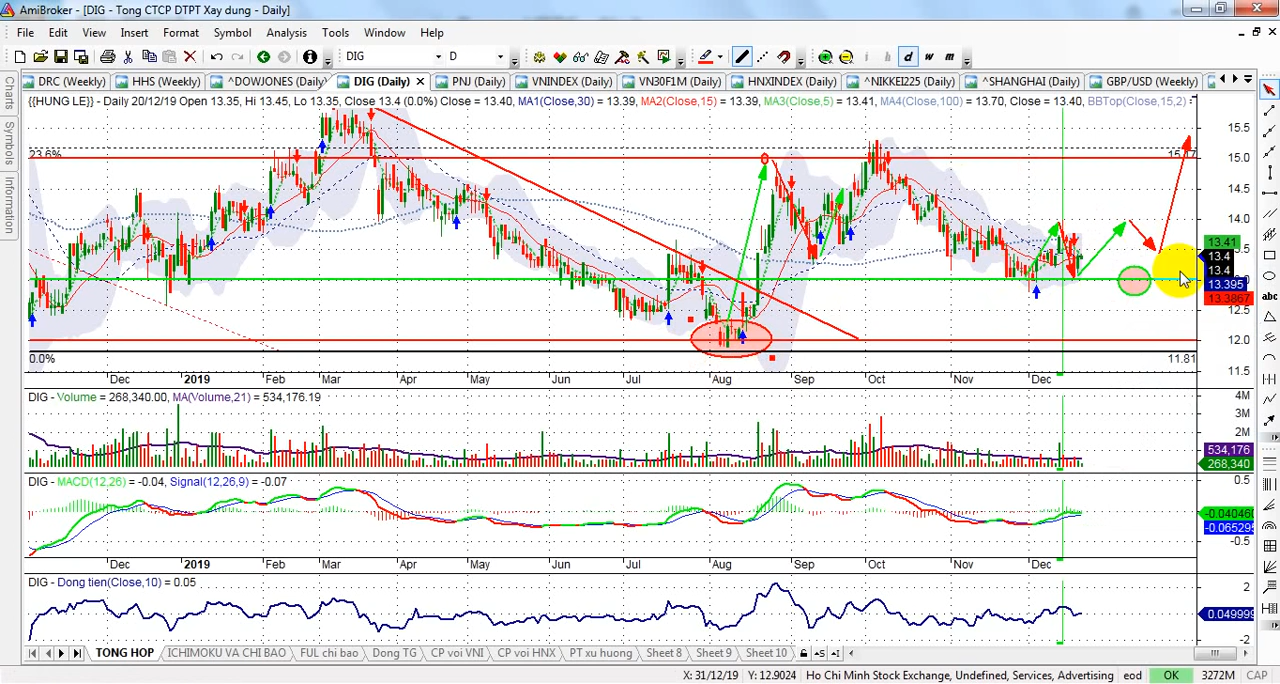 AmiBroker - [DIG - Tong CTCP DTPT Xay dung - Daily]
File Edit View Insert Format Symbol Analysis Tools Window Help
DIG D i h d w m
DRC (Weekly) HHS (Weekly) ^DOWJONES (Daily) DIG (Daily) PNJ (Daily) VNINDEX (Daily) VN30F1M (Daily) HNXINDEX (Daily) ^NIKKEI225 (Daily) ^SHANGHAI (Daily) GBP/USD (Weekly)
{{HUNG LE}} - Daily 20/12/19 Open 13.35, Hi 13.45, Lo 13.35, Close 13.4 (0.0%) Close = 13.40, MA1(Close,30) = 13.39, MA2(Close,15) = 13.39, MA3(Close,5) = 13.41, MA4(Close,100) = 13.70, Close = 13.40, BBTop(Close,15,2)
Charts
Symbols
Information
15.5
23.6%
15.0
14.5
14.0
13.5
13.41
13.4
13.4
13.395
13.3867
12.0
0.0% 11.81
11.5
Dec 2019 Feb Mar Apr May Jun Jul Aug Sep Oct Nov Dec
DIG - Volume = 268,340.00, MA(Volume,21) = 534,176.19
4M
3M
2M
534,176
268,340
DIG - MACD(12,26) = -0.04, Signal(12,26,9) = -0.07
0.5
-0.040460
-0.065295
-0.5
Dec 2019 Feb Mar Apr May Jun Jul Aug Sep Oct Nov Dec
DIG - Dong tien(Close,10) = 0.05
2
0.049999
-2
TONG HOP ICHIMOKU VA CHI BAO FUL chi bao Dong TG CP voi VNI CP voi HNX PT xu huong Sheet 8 Sheet 9 Sheet 10
X: 31/12/19 Y: 12.9024 Ho Chi Minh Stock Exchange, Undefined, Services, Advertising eod OK 3272M CAP
abc